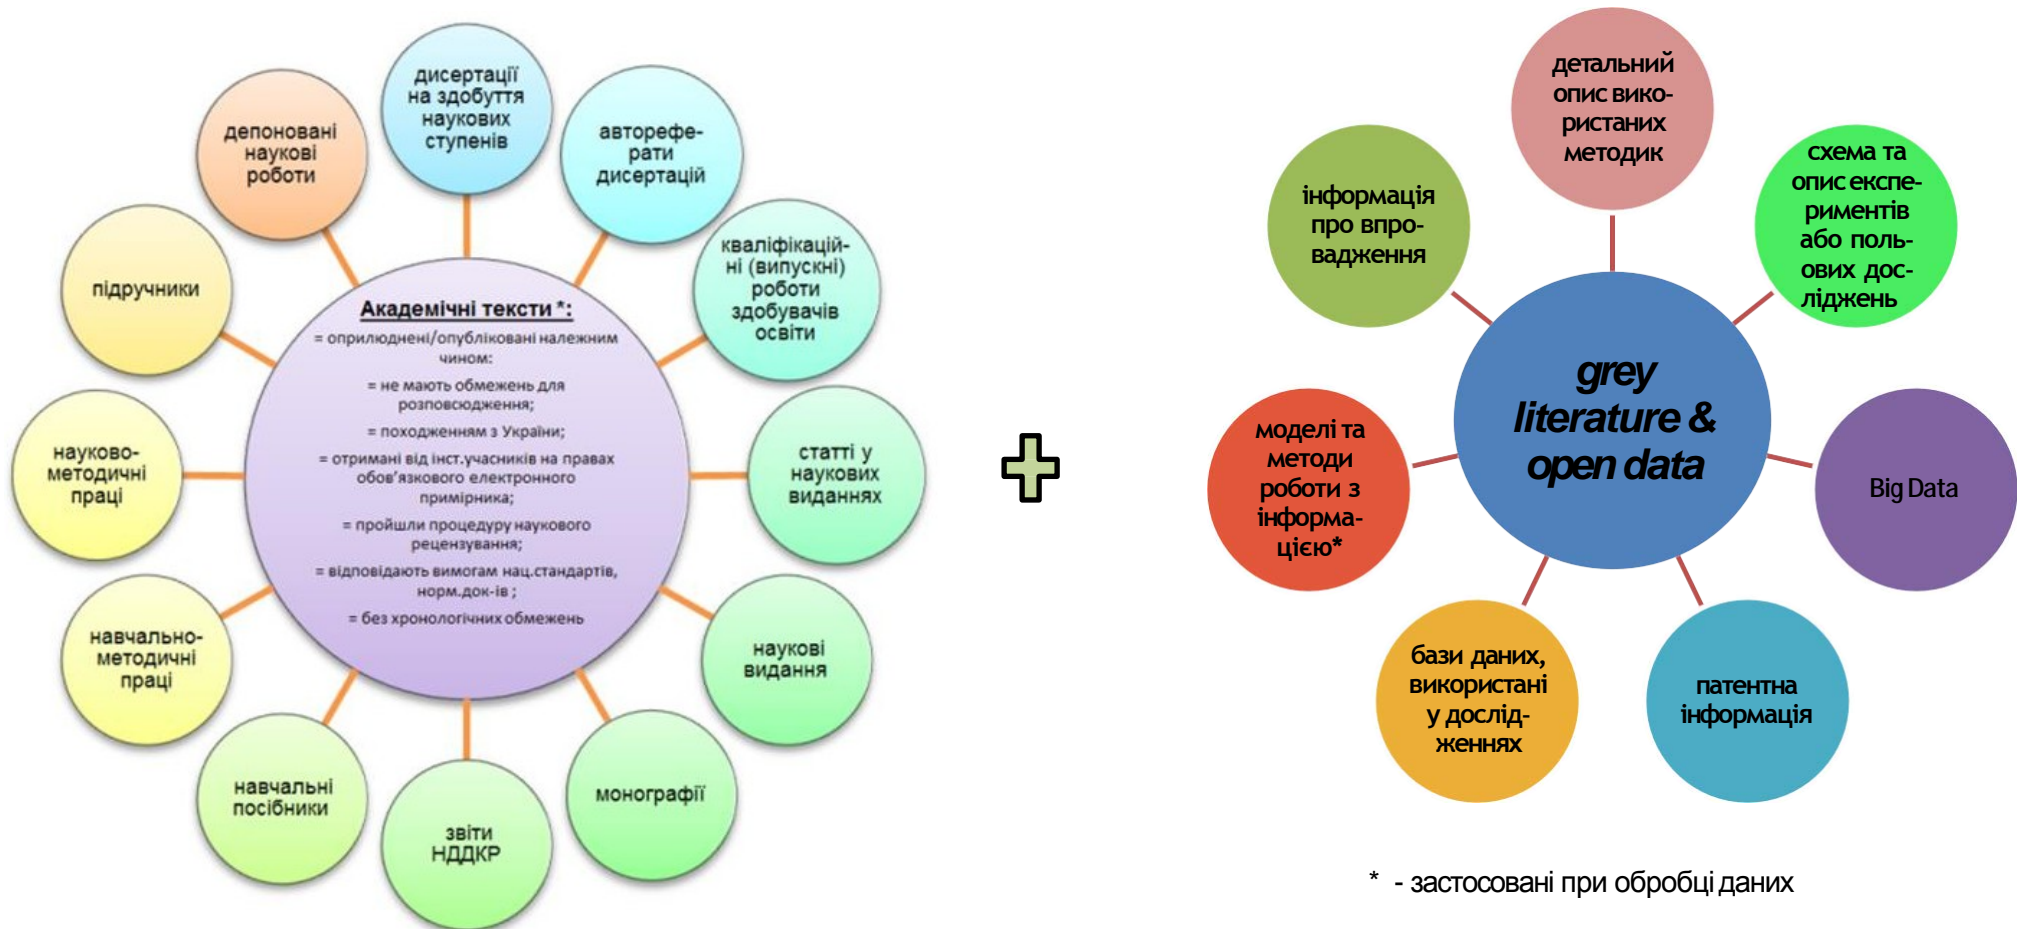 дисертації
на здобуття
наукових
ступенів
авторефе-
рати
дисертацій
кваліфікацій-
ні (випускні)
роботи
здобувачів
освіти
статті у
наукових
виданнях
наукові
видання
монографії
звіти
НДДКР
навчальні
посібники
навчально-
методичні
праці
науково-
методичні
праці
підручники
депоновані
наукові
роботи
Академічні тексти *:
= оприлюднені/опубліковані належним
чином:
= не мають обмежень для
розповсюдження;
= походженням з України;
=отримані від інст.учасників на правах
обов’язкового електронного
примірника;
= пройшли процедуру наукового
рецензування;
= відповідають вимогам нац.стандартів,
норм.док-ів ;
= без хронологічних обмежень
детальний
опис вико-
ристаних
методик
схема та
опис експе-
риментів
або поль-
ових дос-
ліджень
Big Data
патентна
інформація
бази даних,
використані
у дослід-
женнях
моделі та
методи
роботи з
інформа-
цією*
інформація
про впро-
вадження
grey
literature &
open data
* - застосовані при обробці даних